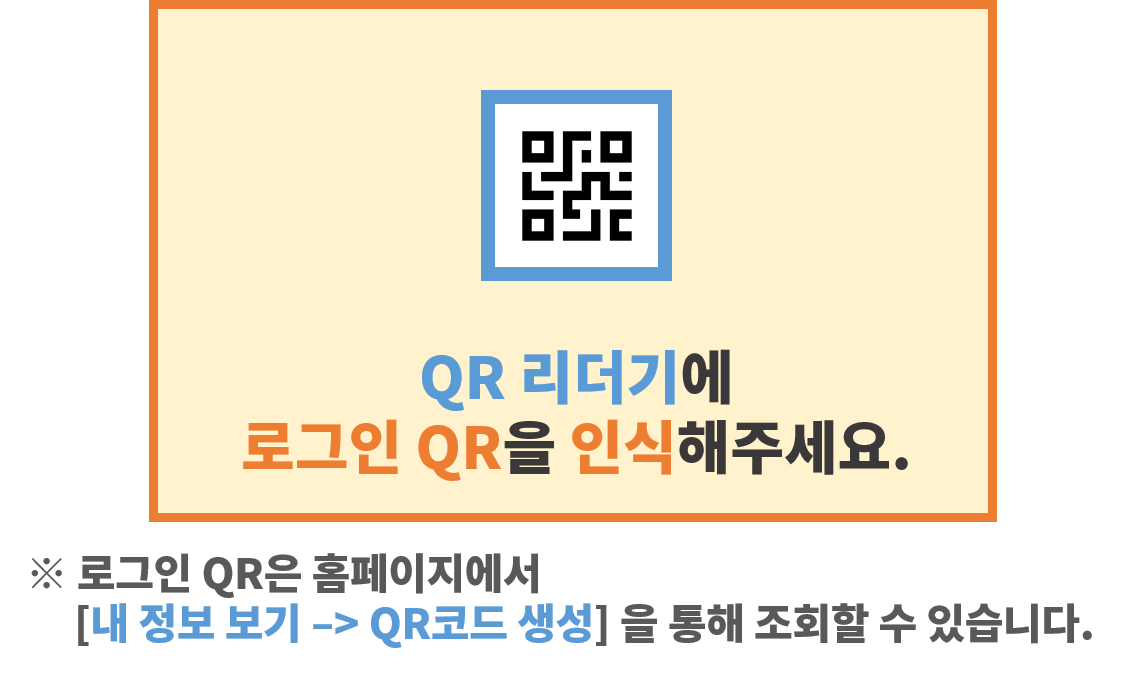 QR 리더기에
로그인 QR을 인식해주세요.
※ 로그인 QR은 홈페이지에서
[내 정보 보기 –> QR코드 생성] 을 통해 조회할 수 있습니다.